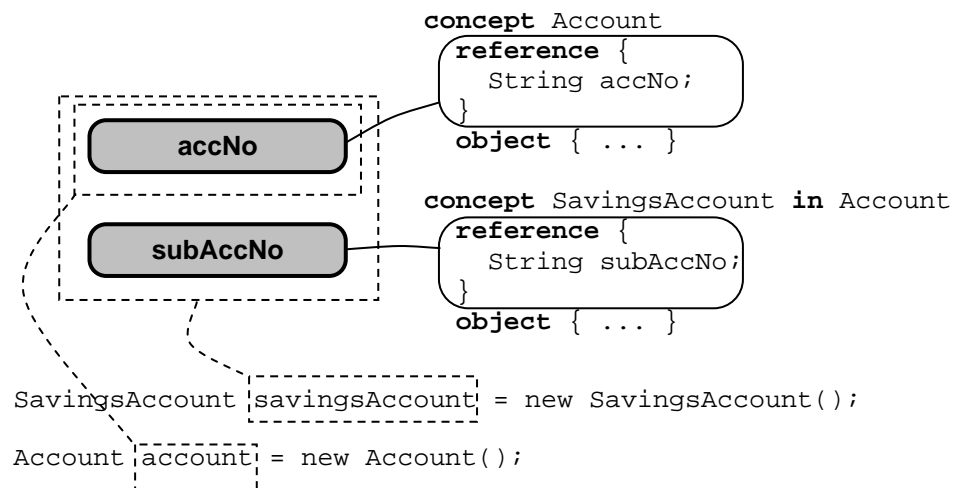 concept Account
reference {
String accNo;
}
object { ... }
accNo
concept SavingsAccount in Account
reference {
String subAccNo;
}
object { ... }
subAccNo
SavingsAccount savingsAccount = new SavingsAccount();
Account account = new Account();